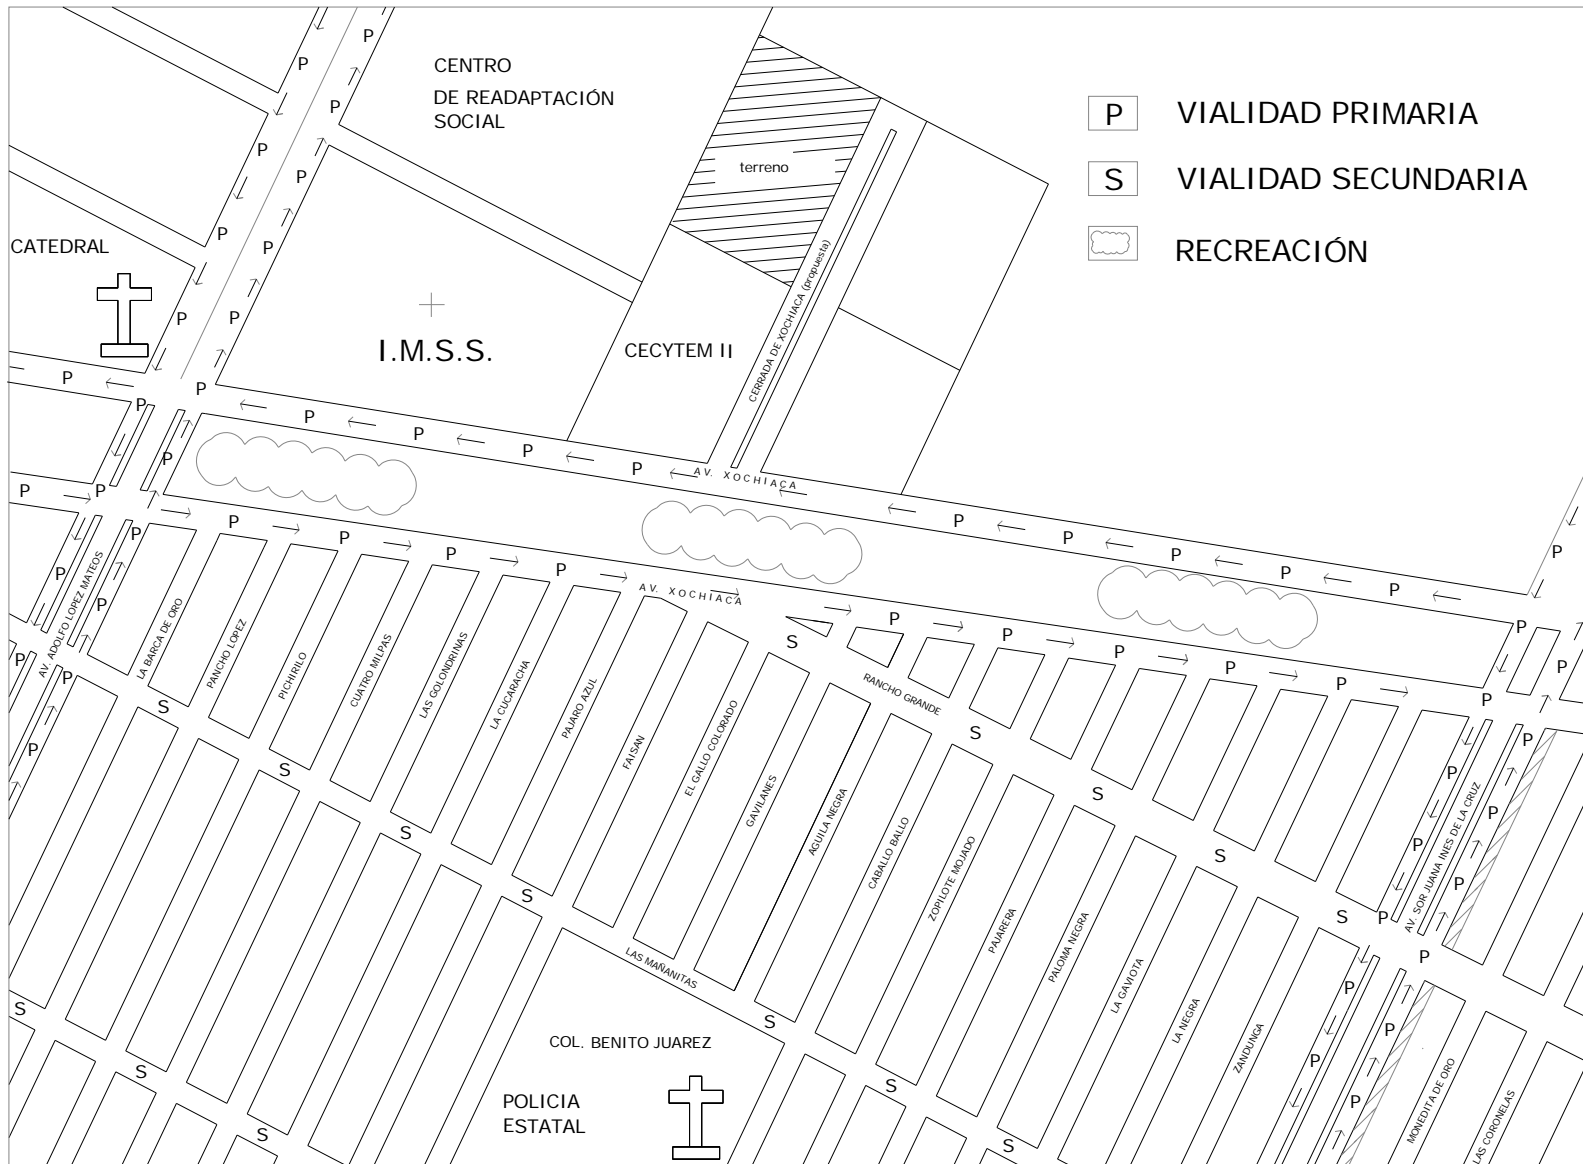 CENTRO
DE READAPTACIÓN
SOCIAL
P VIALIDAD PRIMARIA
S VIALIDAD SECUNDARIA
RECREACIÓN
terreno
CATEDRAL
I.M.S.S.
CECYTEM II
CERRADA DE XOCHIACA (propuesta)
AV. XOCHIACA
AV. XOCHIACA
AV. ADOLFO LOPEZ MATEOS
LA BARCA DE ORO
PANCHO LOPEZ
PICHIRILO
CUATRO MILPAS
LAS GOLONDRINAS
LA CUCARACHA
PAJARO AZUL
FAISAN
EL GALLO COLORADO
GAVILANES
AGUILA NEGRA
CABALLO BALLO
ZOPILOTE MOJADO
PAJARERA
PALOMA NEGRA
LA GAVIOTA
LA NEGRA
ZANDUNGA
RANCHO GRANDE
LAS MAÑANITAS
AV. SOR JUANA INES DE LA CRUZ
MONEDITA DE ORO
LAS CORONELAS
COL. BENITO JUAREZ
POLICIA
ESTATAL